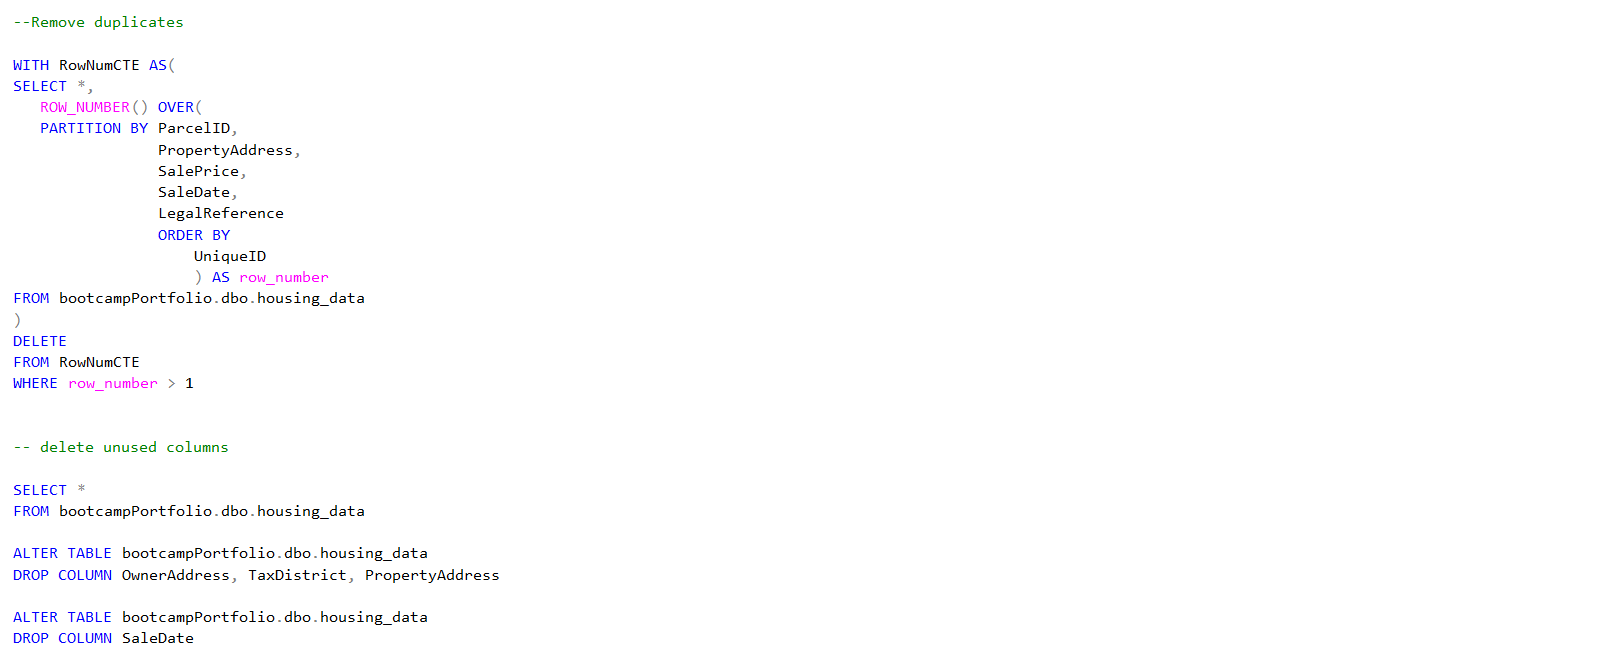 --Remove duplicates
WITH RowNumCTE AS(
SELECT *,
ROW_NUMBER() OVER(
PARTITION BY ParcelID,
PropertyAddress,
SalePrice,
SaleDate,
LegalReference
ORDER BY
UniqueID
) AS row_number
FROM bootcampPortfolio.dbo.housing_data
)
DELETE
FROM RowNumCTE
WHERE row_number > 1
-- delete unused columns
SELECT *
FROM bootcampPortfolio.dbo.housing_data
ALTER TABLE bootcampPortfolio.dbo.housing_data
DROP COLUMN OwnerAddress, TaxDistrict, PropertyAddress
ALTER TABLE bootcampPortfolio.dbo.housing_data
DROP COLUMN SaleDate